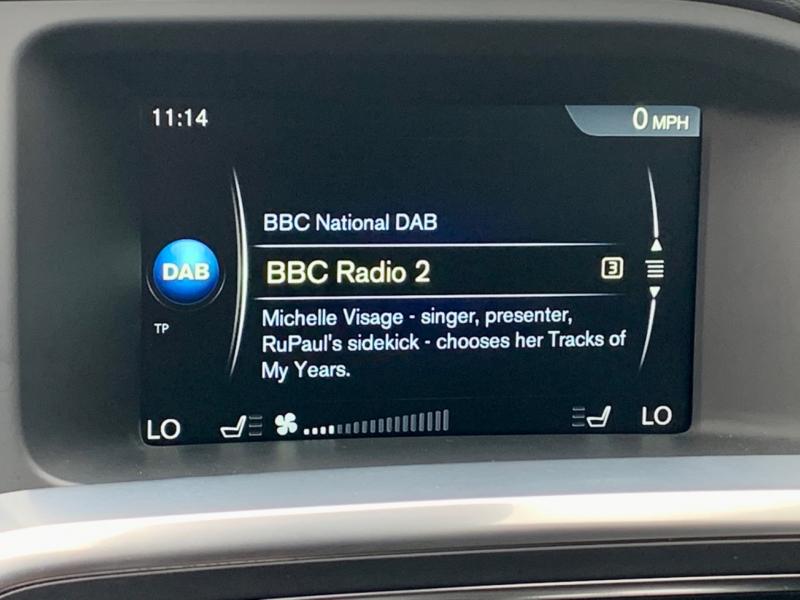 11:14
0 MPH
BBC National DAB
DAB
BBC Radio 2
3
TP
Michelle Visage - singer, presenter,
RuPaul's sidekick - chooses her Tracks of
My Years.
LO
LO